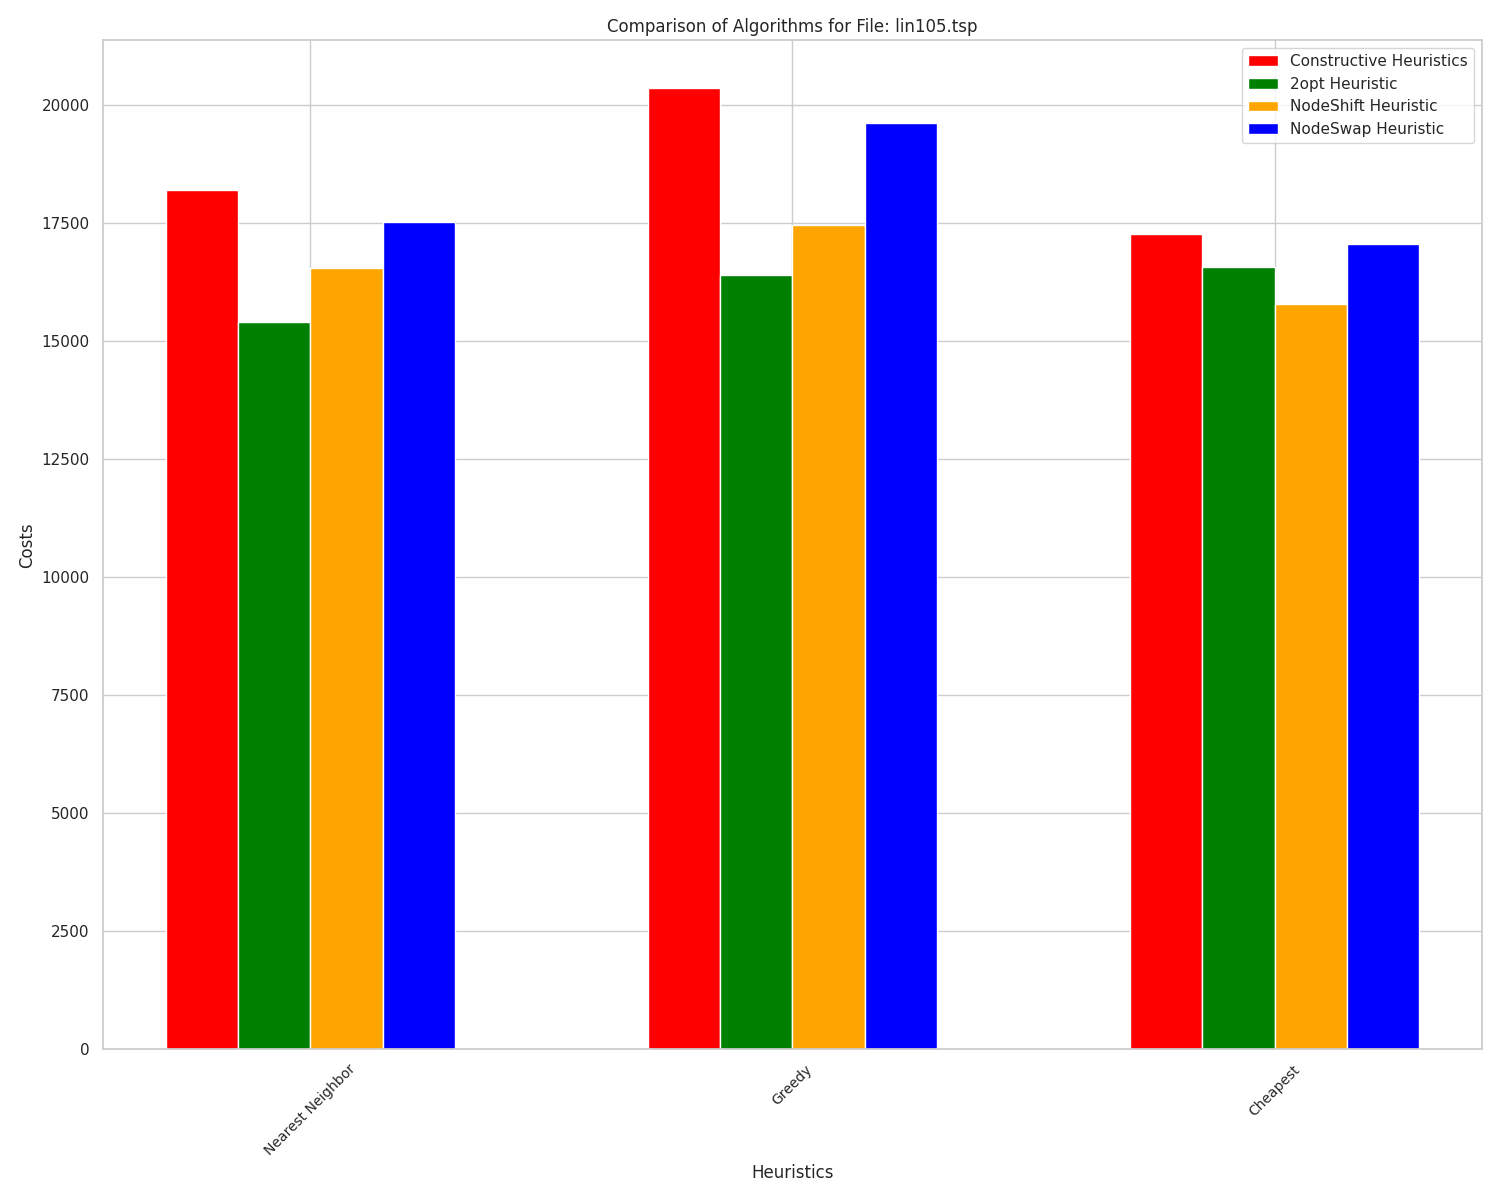 Comparison of Algorithms for File: lin105.tsp
Constructive Heuristics
2opt Heuristic
NodeShift Heuristic
NodeSwap Heuristic
20000
17500
15000
12500
10000
7500
5000
2500
0
Costs
Nearest Neighbor
Greedy
Cheapest
Heuristics